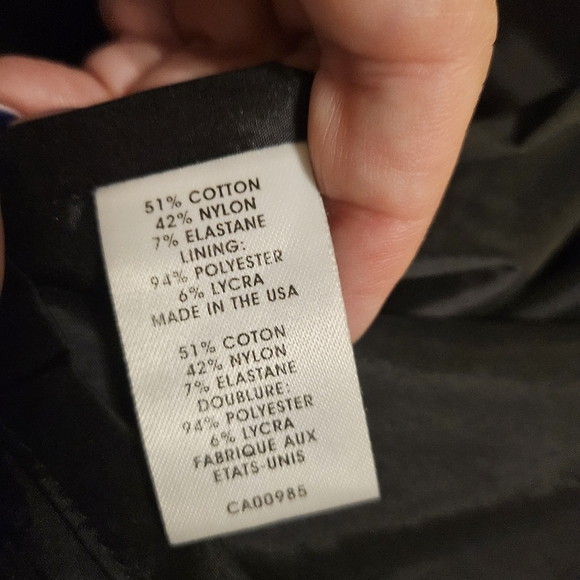 51% COTTON
42% NYLON
7% ELASTANE
LINING:
94% POLYESTER
6% LYCRA
MADE IN THE USA
51% COTON
42% NYLON
7% ELASTANE
DOUBLURE:
94% POLYESTER
6% LYCRA
FABRIQUE AUX
ETATS-UNIS
CA00985